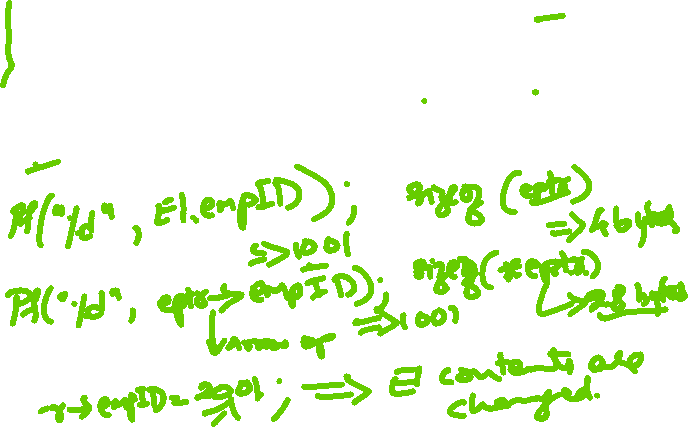 Pf("%d", E1.empID);
↳ 1001
sizeof(eptr)
⇒ 4 bytes
Pf("%d", eptr→empID);
⇒ 1001
↳ Arrow op
sizeof(*eptr)
↳ 28 bytes
→empID = 2001; ⇒ E1 contents are
changed.